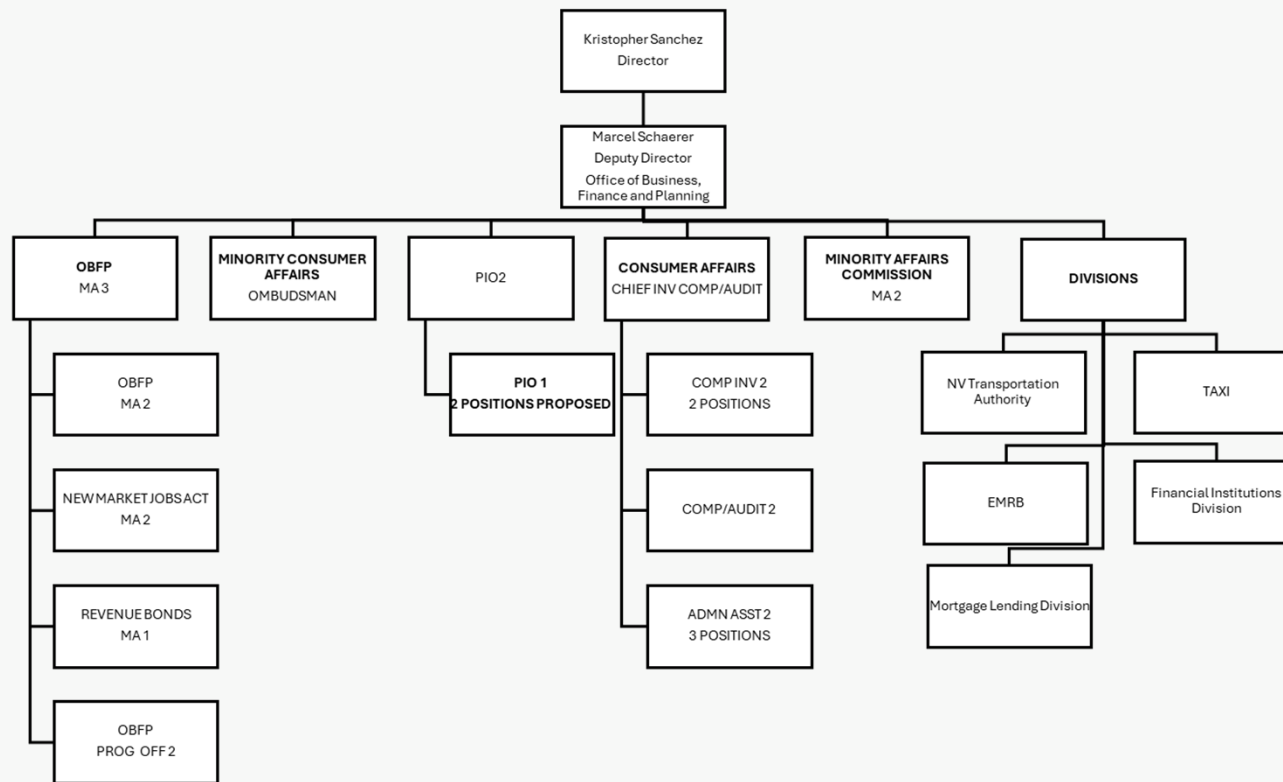 Kristopher Sanchez
Director
Marcel Schaerer
Deputy Director
Office of Business,
Finance and Planning
OBFP
MA 3
MINORITY CONSUMER
AFFAIRS
OMBUDSMAN
PIO2
CONSUMER AFFAIRS
CHIEF INV COMP/AUDIT
MINORITY AFFAIRS
COMMISSION
MA 2
DIVISIONS
OBFP
MA 2
NEW MARKET JOBS ACT
MA 2
REVENUE BONDS
MA 1
OBFP
PROG OFF 2
PIO 1
2 POSITIONS PROPOSED
COMP INV 2
2 POSITIONS
COMP/AUDIT 2
ADMN ASST 2
3 POSITIONS
NV Transportation
Authority
TAXI
EMRB
Financial Institutions
Division
Mortgage Lending Division